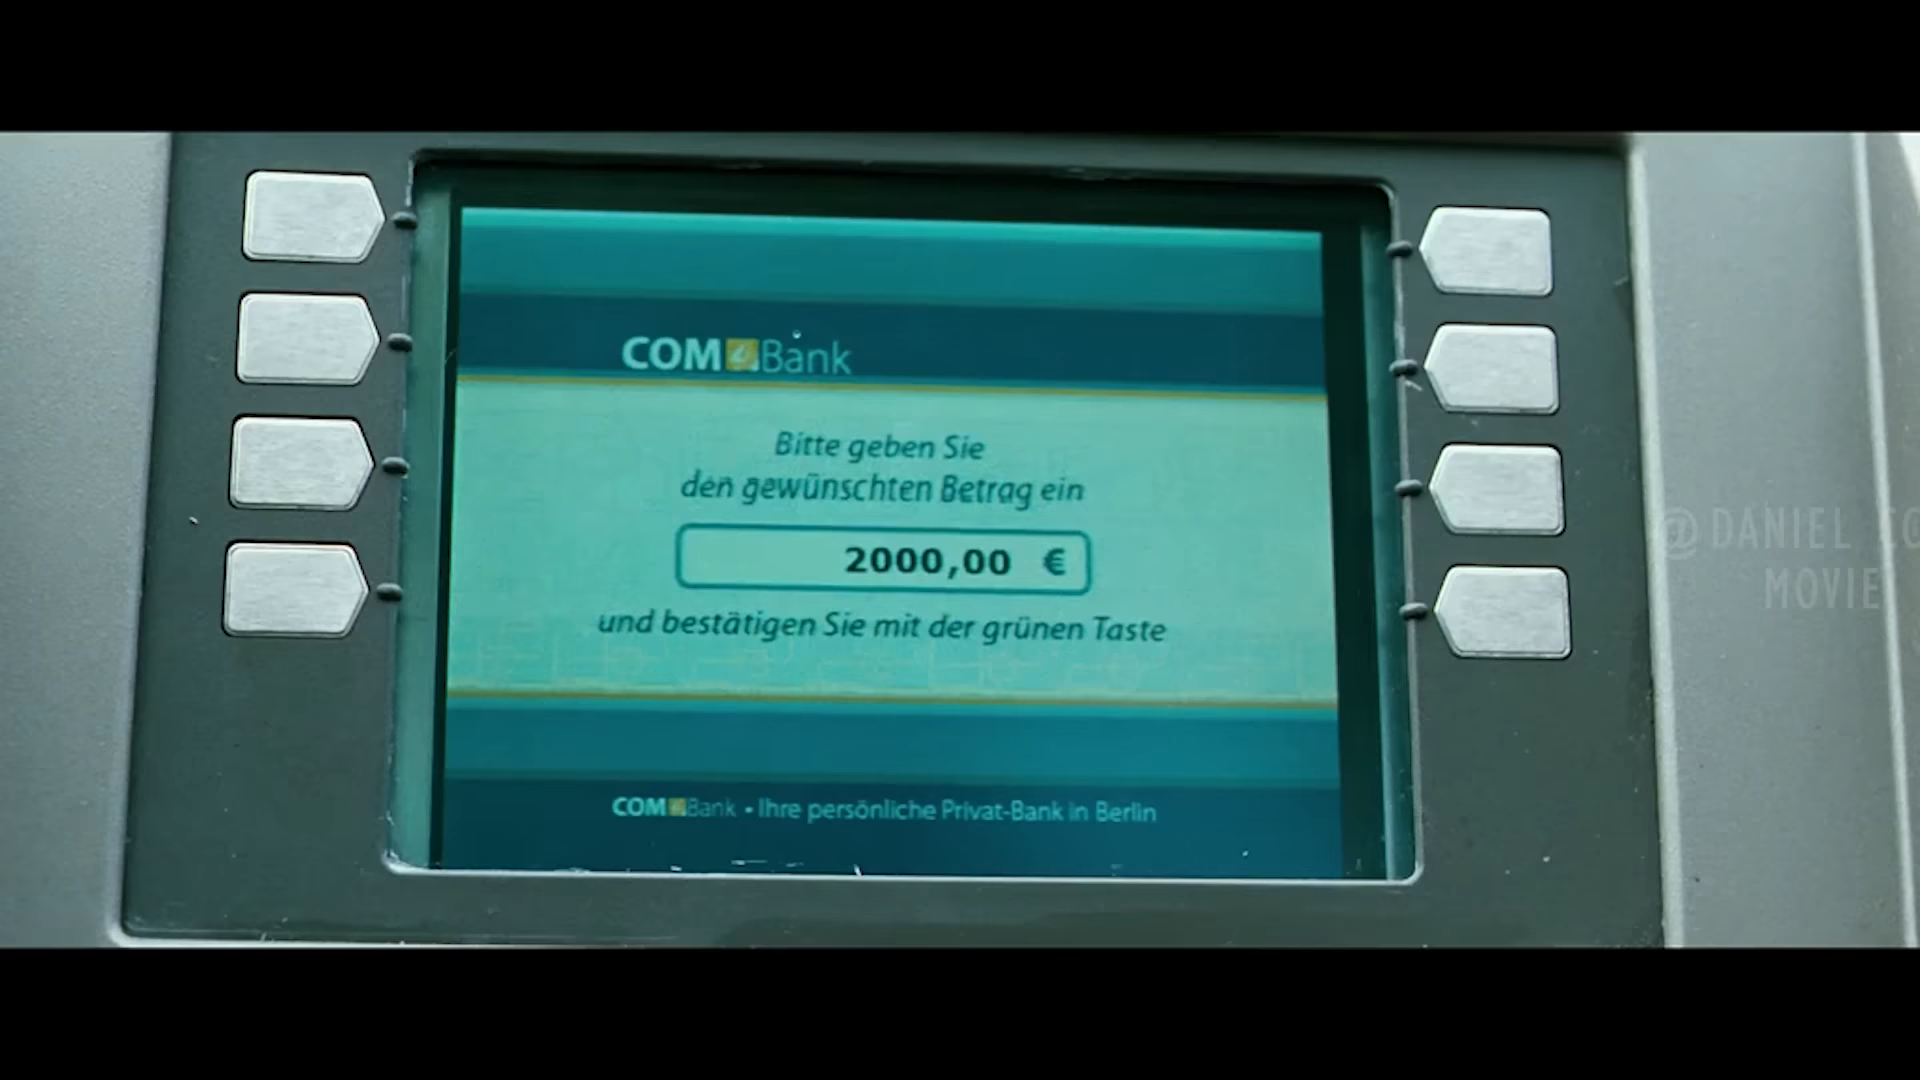 COM Bank
Bitte geben Sie
den gewünschten Betrag ein
2000,00 €
und bestätigen Sie mit der grünen Taste
COM Bank • Ihre persönliche Privat-Bank in Berlin
@DANIEL CO
MOVIE